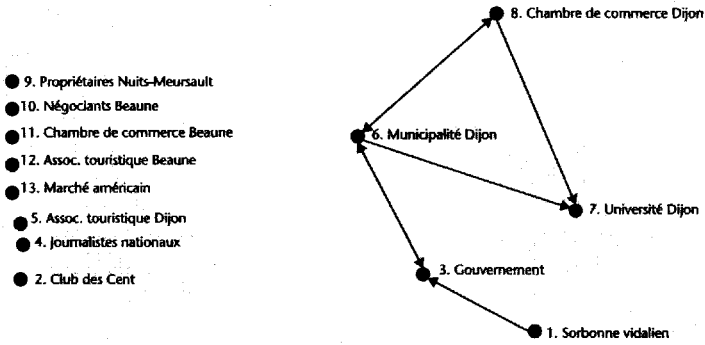 8. Chambre de commerce Dijon
9. Propriétaires Nuits-Meursault
10. Négociants Beaune
11. Chambre de commerce Beaune
6. Municipalité Dijon
12. Assoc. touristique Beaune
13. Marché américain
5. Assoc. touristique Dijon
7. Université Dijon
4. Journalistes nationaux
3. Gouvernement
2. Club des Cent
1. Sorbonne vidalien